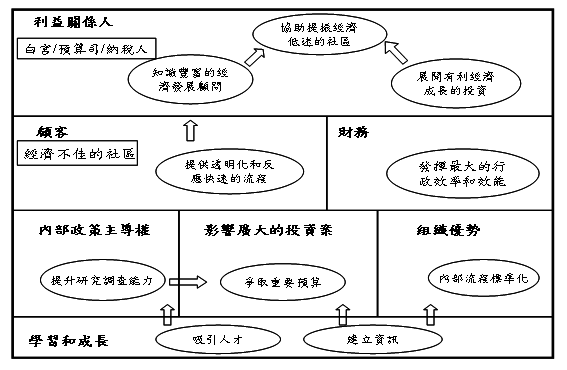 利益關係人
白宮/預算司/納稅人
協助提振經濟
低迷的社區
知識豐富的經
濟發展顧問
展開有利經濟
成長的投資
顧客
經濟不佳的社區
提供透明化和反
應快速的流程
財務
發揮最大的行
政效率和效能
內部政策主導權
提升研究調查能力
影響廣大的投資案
爭取重要預算
組織優勢
內部流程標準化
學習和成長
吸引人才
建立資訊